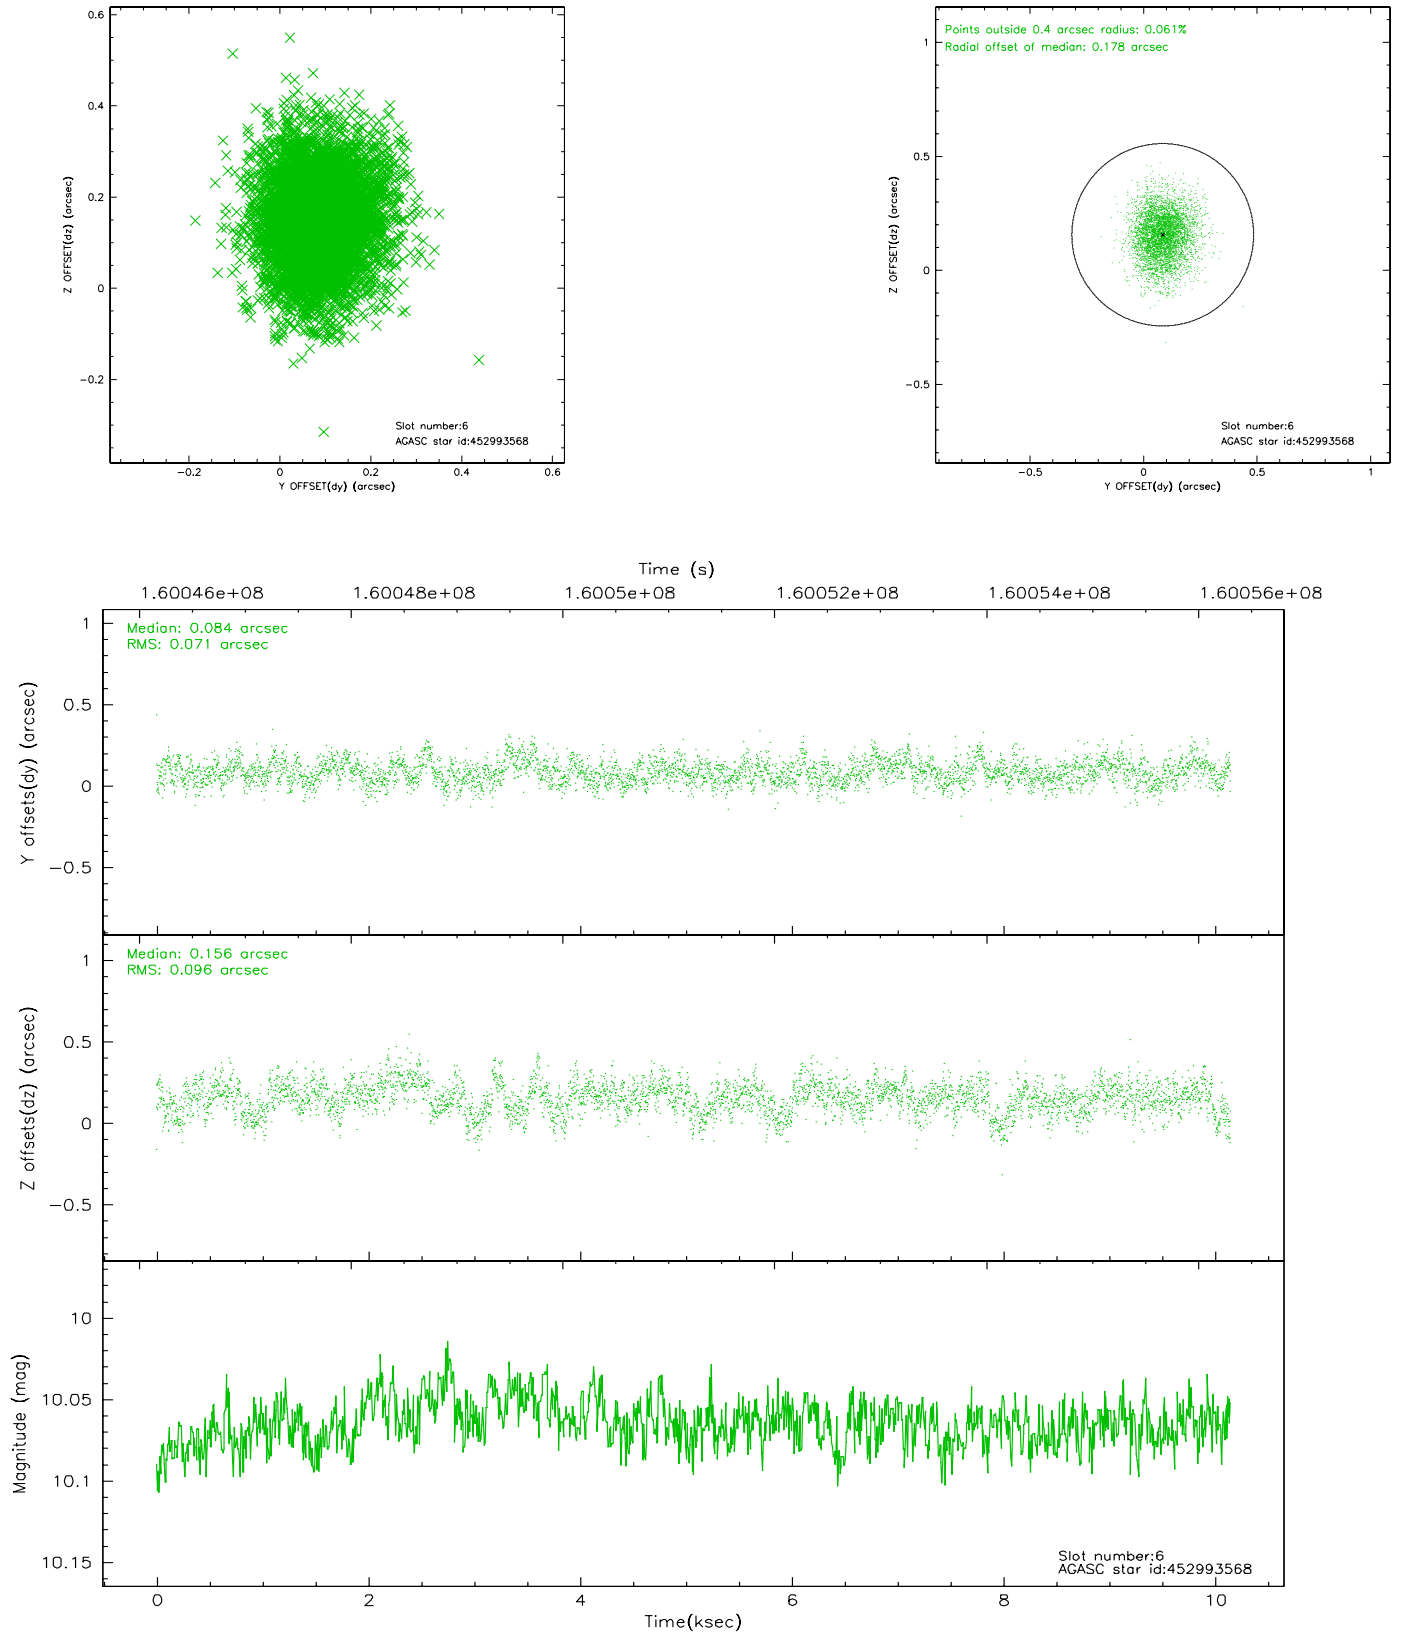 0.6
0.4
0.2
0
−0.2
Z OFFSET(dz) (arcsec)
Slot number:6
AGASC star id:452993568
−0.2 0 0.2 0.4 0.6
Y OFFSET(dy) (arcsec)
Points outside 0.4 arcsec radius: 0.061%
Radial offset of median: 0.178 arcsec
1
0.5
0
−0.5
Z OFFSET(dz) (arcsec)
Slot number:6
AGASC star id:452993568
−0.5 0 0.5 1
Y OFFSET(dy) (arcsec)
Time (s)
1.60046e+08 1.60048e+08 1.6005e+08 1.60052e+08 1.60054e+08 1.60056e+08
Median: 0.084 arcsec
RMS: 0.071 arcsec
1
0.5
0
−0.5
Y offsets(dy) (arcsec)
Median: 0.156 arcsec
RMS: 0.096 arcsec
1
0.5
0
−0.5
Z offsets(dz) (arcsec)
10
10.05
10.1
10.15
Magnitude (mag)
Slot number:6
AGASC star id:452993568
0 2 4 6 8 10
Time(ksec)